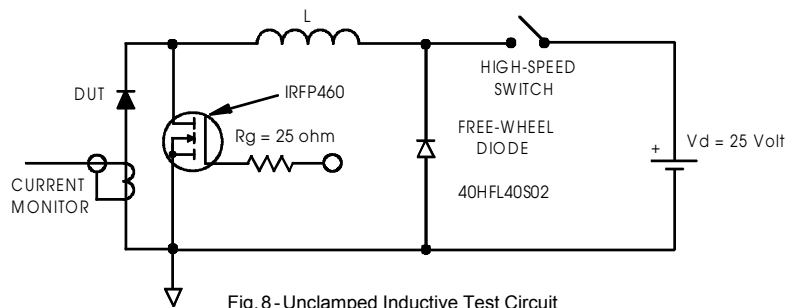 L
HIGH-SPEED
SWITCH
DUT
IRFP460
Rg = 25 ohm
FREE-WHEEL
DIODE
+
Vd = 25 Volt
CURRENT
MONITOR
40HFL40S02
Fig. 8 - Unclamped Inductive Test Circuit